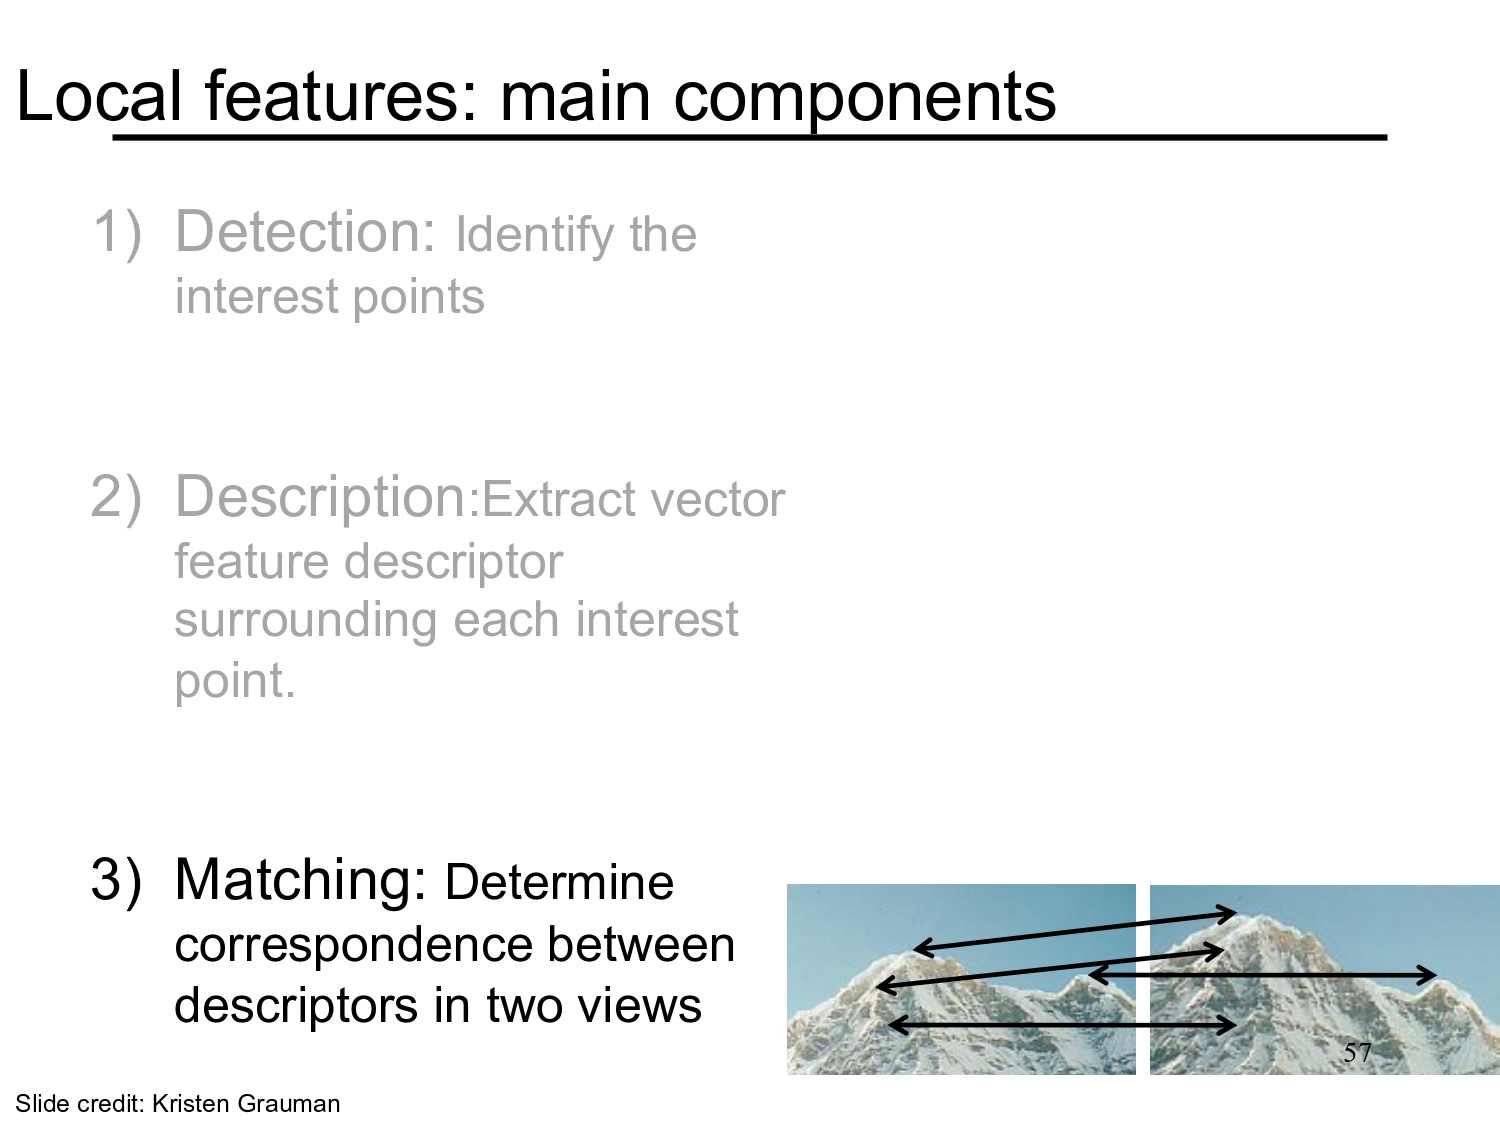 Local features: main components
1) Detection: Identify the
interest points
2) Description:Extract vector
feature descriptor
surrounding each interest
point.
3) Matching: Determine
correspondence between
descriptors in two views
57
Slide credit: Kristen Grauman